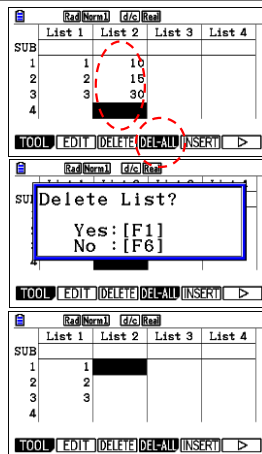 Rad Norm1 d/c Real
List 1 List 2 List 3 List 4
SUB
1 1 10
2 2 15
3 3 30
4
TOOL EDIT DELETE DEL-ALL INSERT ▷
Rad Norm1 d/c Real
SU
Delete List?
Yes:[F1]
No :[F6]
TOOL EDIT DELETE DEL-ALL INSERT ▷
Rad Norm1 d/c Real
List 1 List 2 List 3 List 4
SUB
1 1
2 2
3 3
4
TOOL EDIT DELETE DEL-ALL INSERT ▷